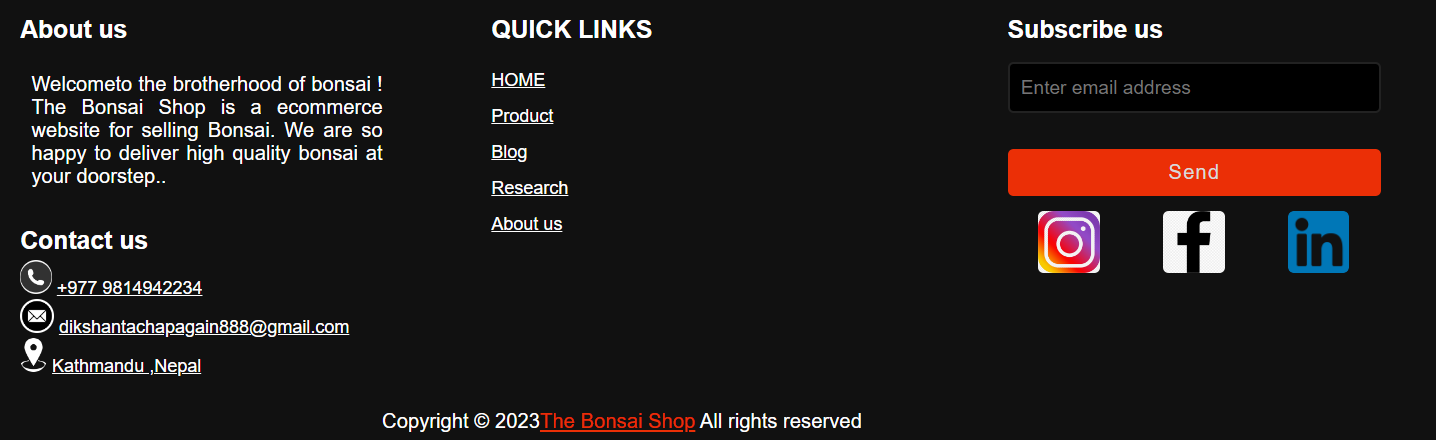 About us
Welcometo the brotherhood of bonsai !
The Bonsai Shop is a ecommerce
website for selling Bonsai. We are so
happy to deliver high quality bonsai at
your doorstep..
Contact us
+977 9814942234
dikshantachapagain888@gmail.com
Kathmandu ,Nepal
QUICK LINKS
HOME
Product
Blog
Research
About us
Subscribe us
Enter email address
Send
f
in
Copyright © 2023The Bonsai Shop All rights reserved